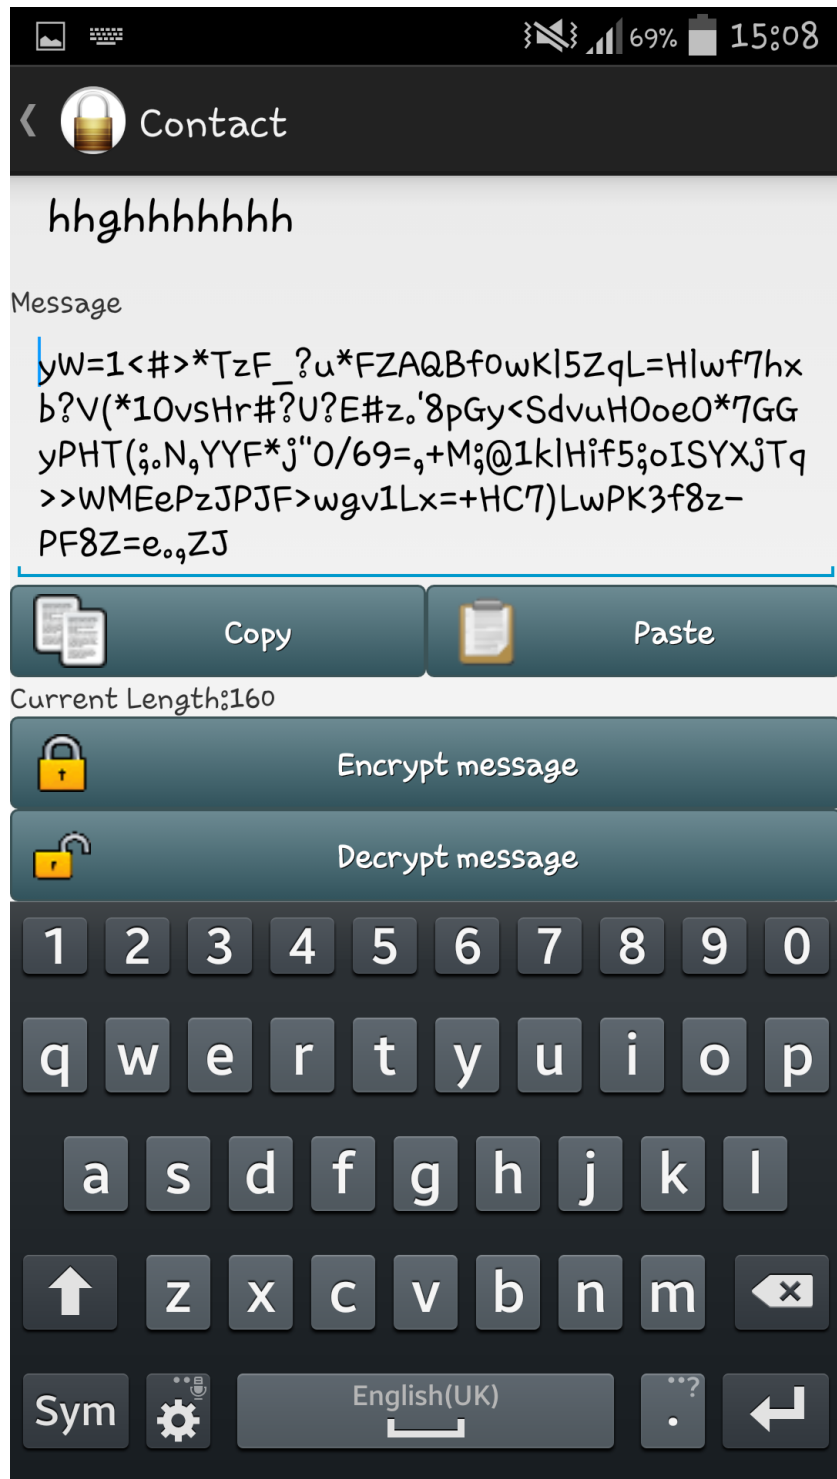 69% 15:08
Contact
hhghhhhhhh
Message
yW=1<#>*TzF_?u*FZAQBf0wKl5ZqL=Hlwf7hx
b?V(*10vsHr#?U?E#z.'8pGy<SdvuH0oe0*7GG
yPHT(;.N,YYF*j"0/69=,+M;@1klHif5;oISYXjTq
>>WMEePzJPJF>wgv1Lx=+HC7)LwPK3f8z-
PF8Z=e.,ZJ
Copy Paste
Current Length:160
Encrypt message
Decrypt message
1 2 3 4 5 6 7 8 9 0
q w e r t y u i o p
a s d f g h j k l
z x c v b n m
Sym English(UK) . ?